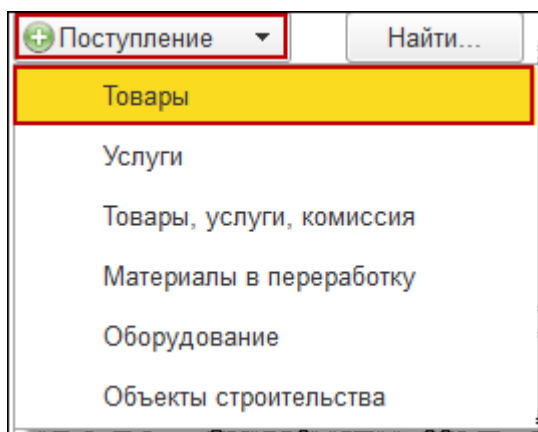 Поступление Найти...
Товары
Услуги
Товары, услуги, комиссия
Материалы в переработку
Оборудование
Объекты строительства